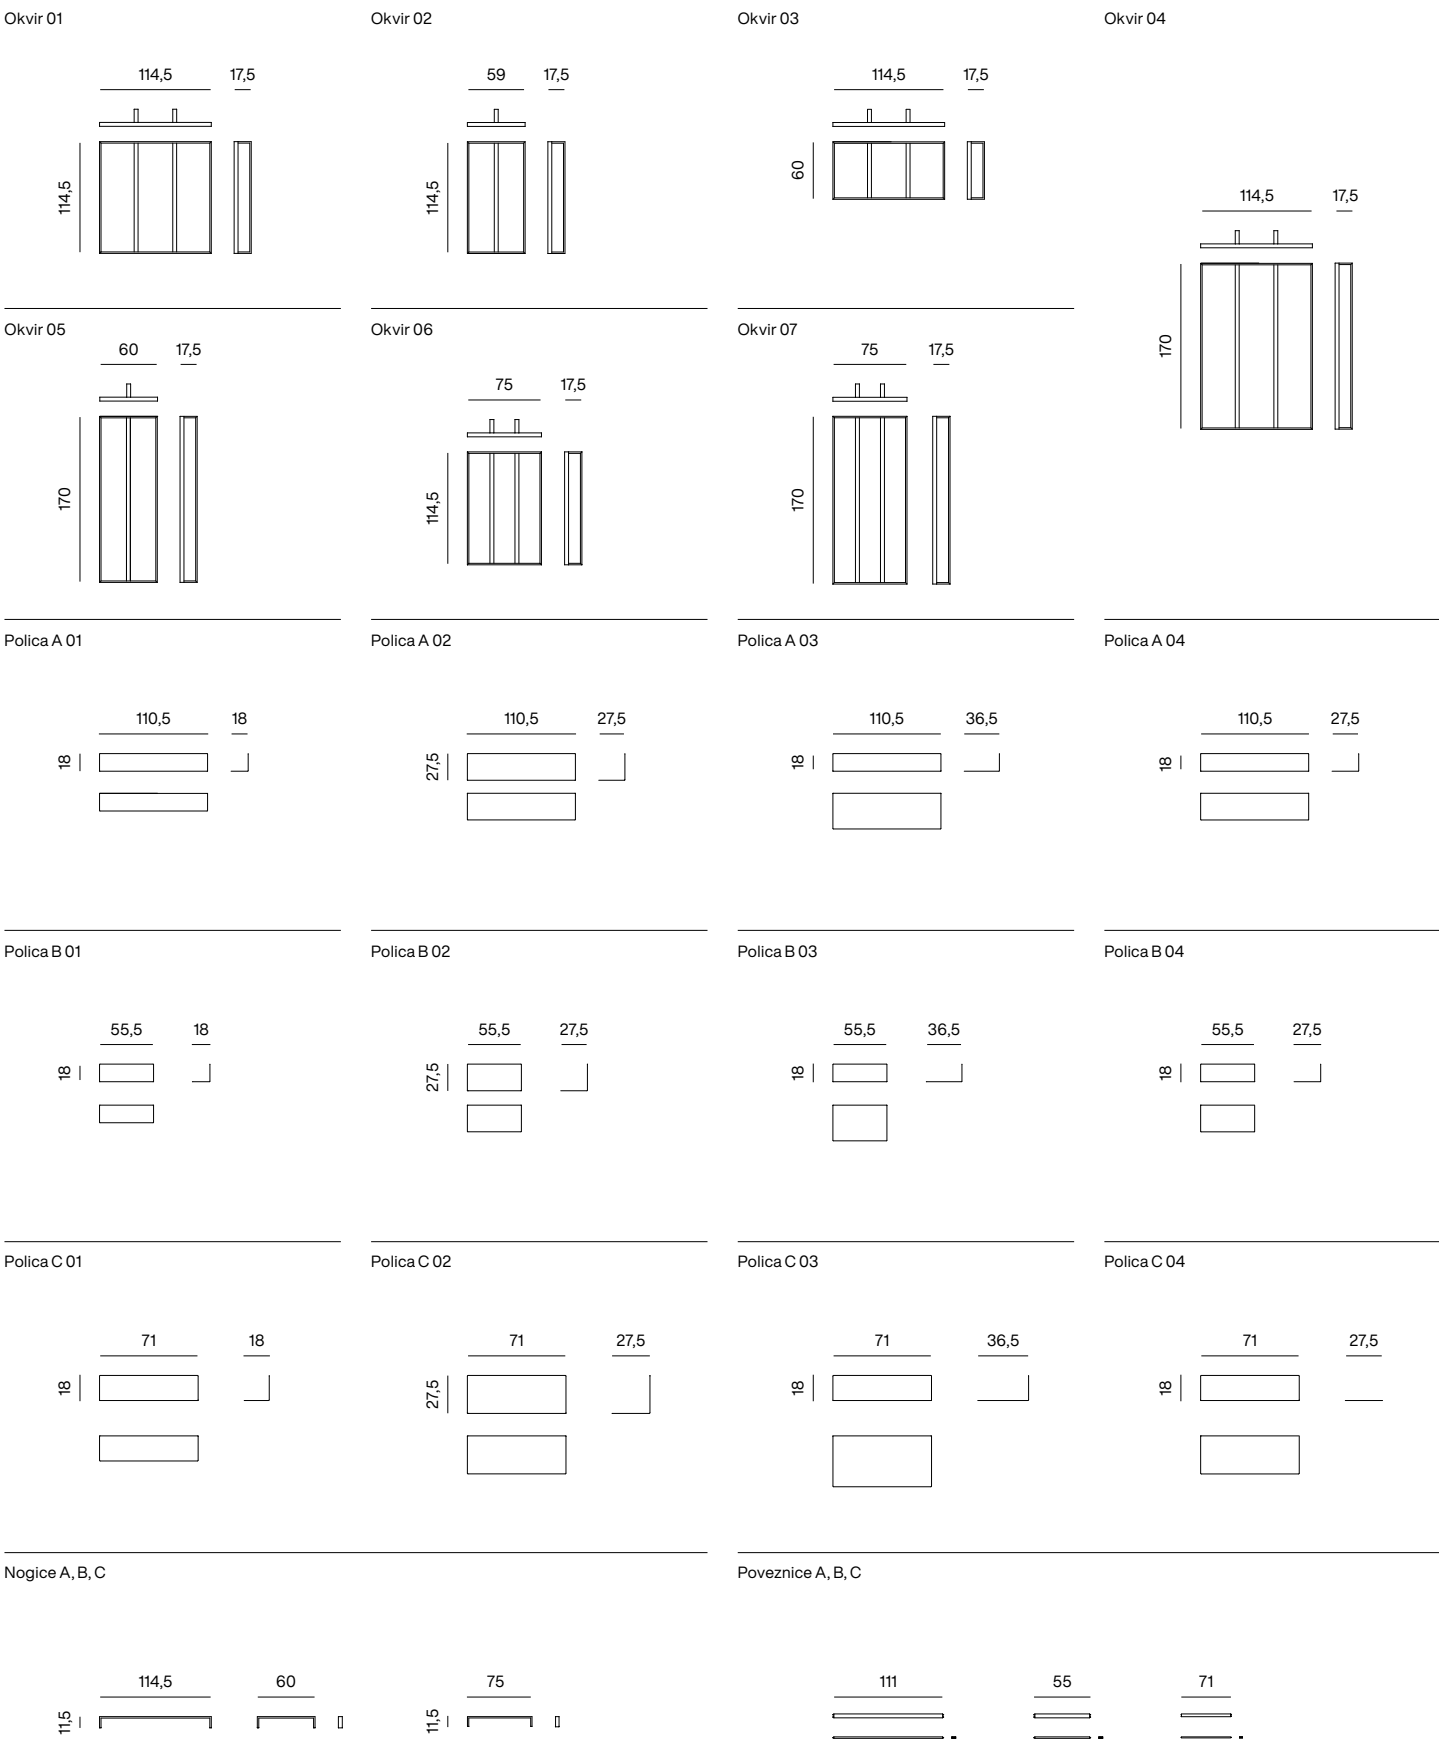 Okvir 01
114,5 17,5
114,5
Okvir 02
59 17,5
114,5
Okvir 03
114,5 17,5
60
Okvir 04
114,5 17,5
170
Okvir 05
60 17,5
170
Okvir 06
75 17,5
114,5
Okvir 07
75 17,5
170
Polica A 01
110,5 18
18
Polica A 02
110,5 27,5
27,5
Polica A 03
110,5 36,5
18
Polica A 04
110,5 27,5
18
Polica B 01
55,5 18
18
Polica B 02
55,5 27,5
27,5
Polica B 03
55,5 36,5
18
Polica B 04
55,5 27,5
18
Polica C 01
71 18
18
Polica C 02
71 27,5
27,5
Polica C 03
71 36,5
18
Polica C 04
71 27,5
18
Nogice A, B, C
114,5 60 75
11,5 11,5
Poveznice A, B, C
111 55 71